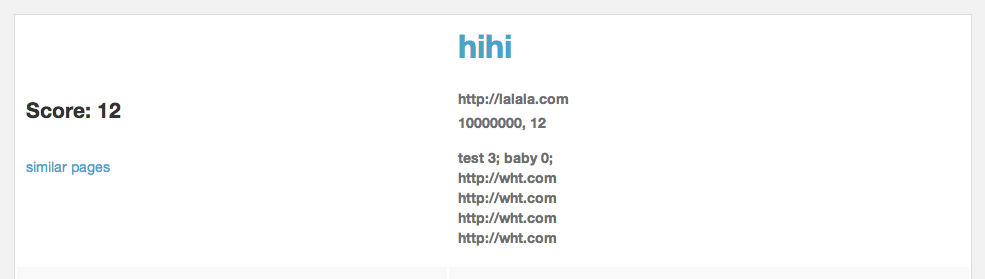 hihi
Score: 12
similar pages
http://lalala.com
10000000, 12
test 3; baby 0;
http://wht.com
http://wht.com
http://wht.com
http://wht.com